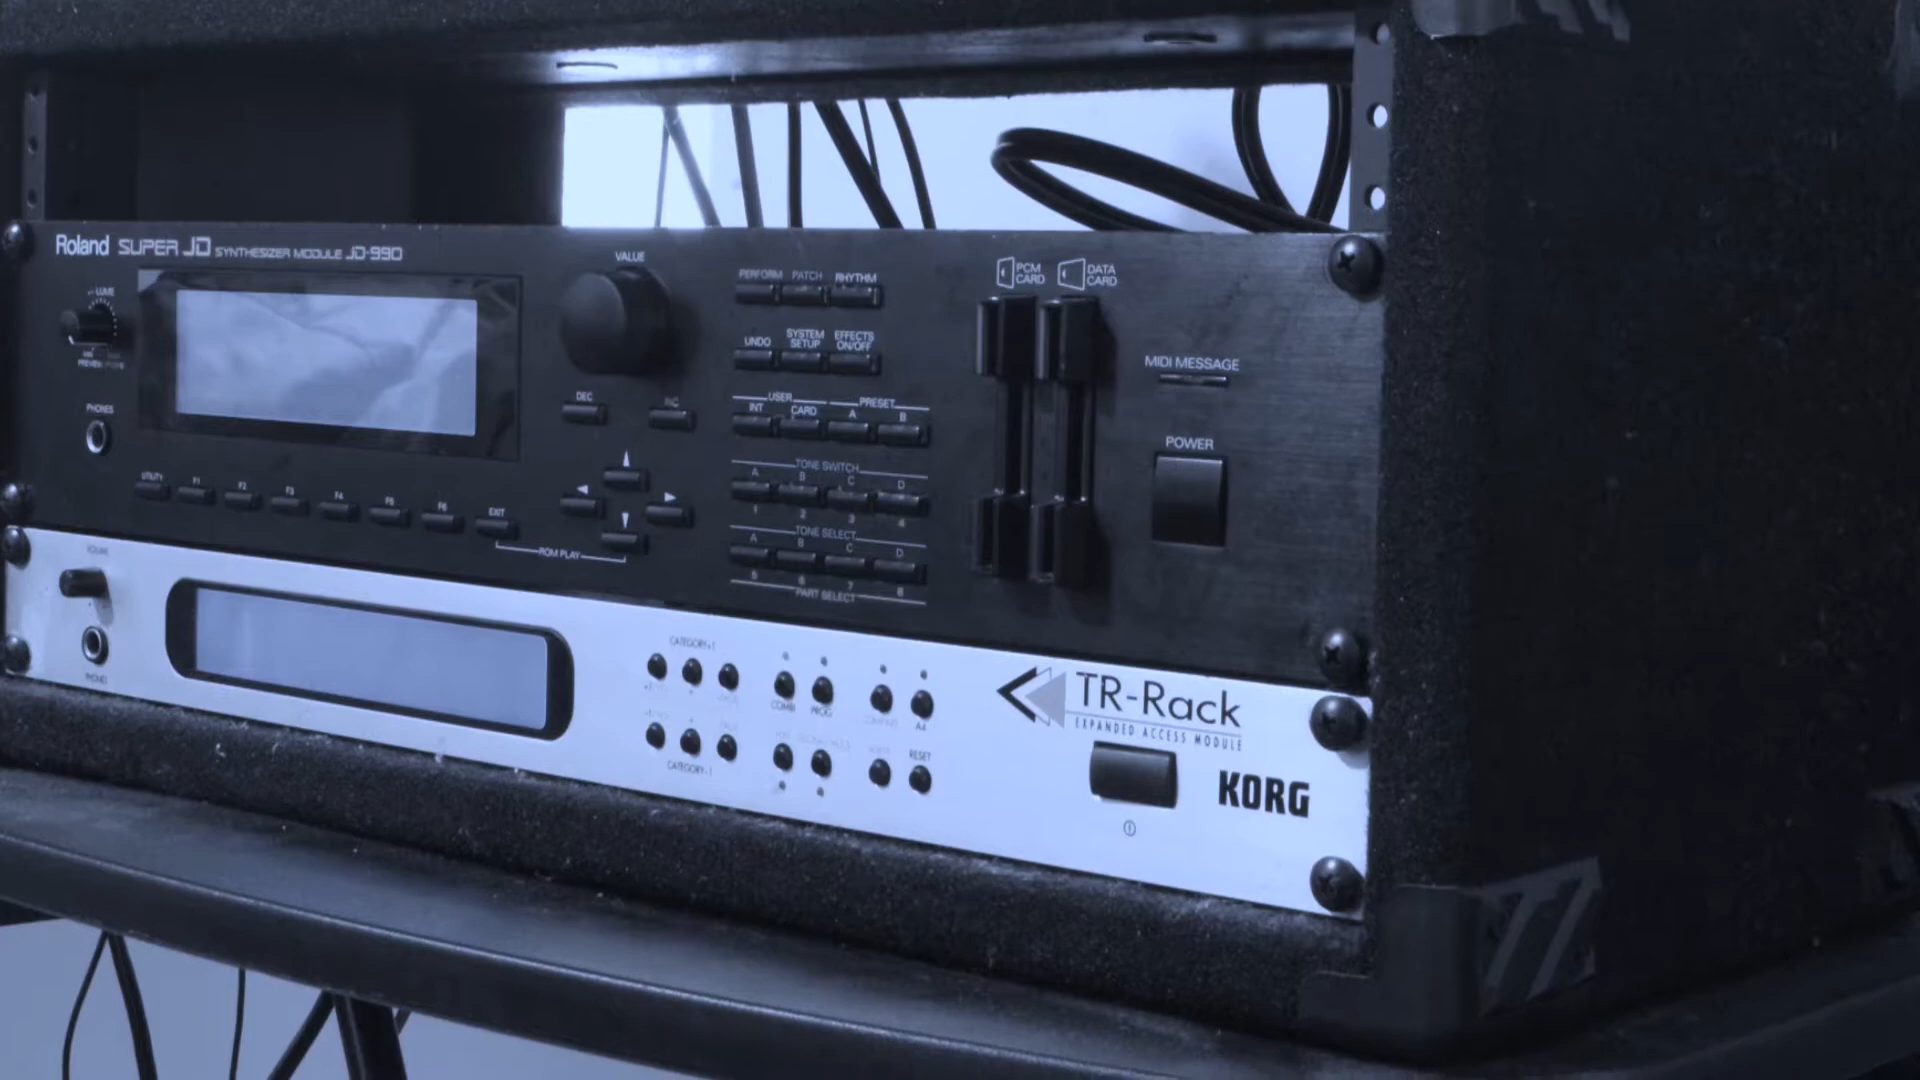 Roland SUPER JD SYNTHESIZER MODULE JD-990
VALUE
PERFORM PATCH RHYTHM
PCM CARD
DATA CARD
UNDO SYSTEM SETUP EFFECTS ON/OFF
MIDI MESSAGE
DEC INC
USER PRESET
INT CARD A B
PHONES
POWER
TONE SWITCH
A B C D
UTILITY F1 F2 F3 F4 F5 F6 EXIT
1 2 3 4
TONE SELECT
A B C D
ROM PLAY
5 6 7 8
PART SELECT
VOLUME
PHONES
CATEGORY+1
COMBI PROG COMPARE A4
CATEGORY-1
RESET
TR-Rack
EXPANDED ACCESS MODULE
KORG